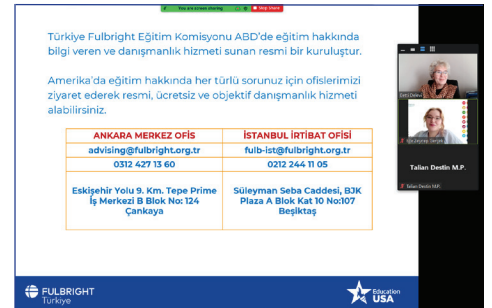 You are screen sharing
Stop Share
Türkiye Fulbright Eğitim Komisyonu ABD'de eğitim hakkında
bilgi veren ve danışmanlık hizmeti sunan resmi bir kuruluştur.
Amerika'da eğitim hakkında her türlü sorunuz için ofislerimizi
ziyaret ederek resmi, ücretsiz ve objektif danışmanlık hizmeti
alabilirsiniz.
ANKARA MERKEZ OFİS
İSTANBUL İRTİBAT OFİSİ
advising@fulbright.org.tr
fulb-ist@fulbright.org.tr
0312 427 13 60
0212 244 11 05
Eskişehir Yolu 9. Km. Tepe Prime
İş Merkezi B Blok No: 124
Çankaya
Süleyman Seba Caddesi, BJK
Plaza A Blok Kat 10 No:107
Beşiktaş
Talian Destin M.P.
Talian Destin M.P.
FULBRIGHT
Türkiye
Education
USA